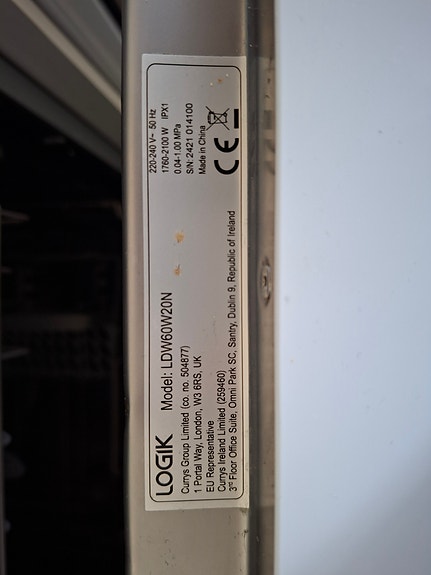 LOGIK Model: LDW60W20N
Currys Group Limited (co. no. 504877)
1 Portal Way, London, W3 6RS, UK
EU Representative
Currys Ireland Limited (259460)
3rd Floor Office Suite, Omni Park SC, Santry, Dublin 9, Republic of Ireland
220-240 V~ 50 Hz
1760-2100 W IPX1
0.04-1.00 MPa
S/N: 2421 014100
Made in China
CE